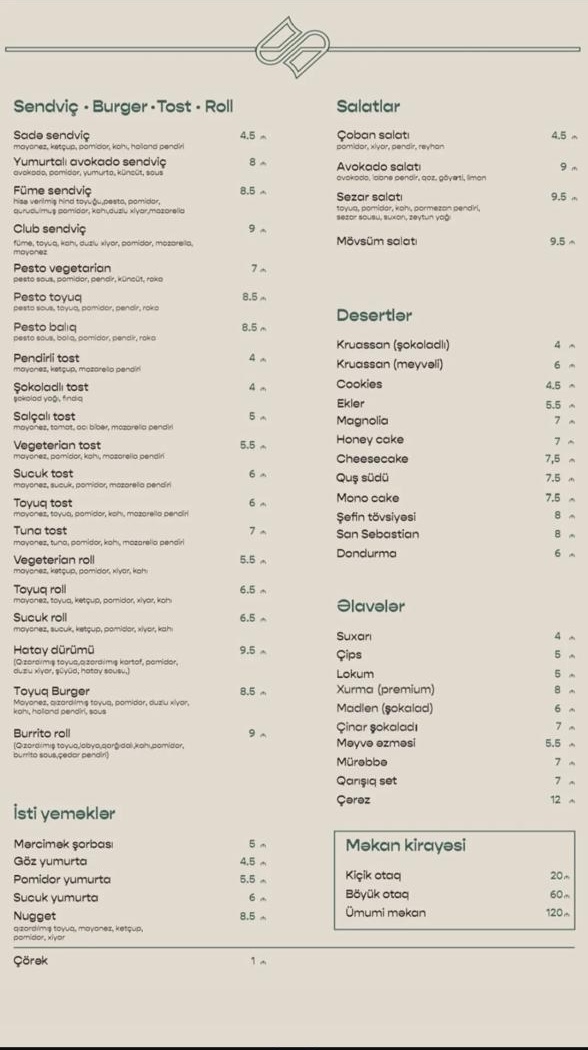 Sendviç • Burger • Tost • Roll
Sadə sendviç 4.5 ₼
mayonez, ketçup, pomidor, kahı, holland pendiri
Yumurtalı avokado sendviç 8 ₼
avokado, pomidor, yumurta, küncüt, sous
Füme sendviç 8.5 ₼
hisə verilmiş hind toyuğu,pesto, pomidor,
qurudulmuş pomidor, kahı,duzlu xiyar,mozarella
Club sendviç 9 ₼
füme, toyuq, kahı, duzlu xiyar, pomidor, mozarella,
mayonez
Pesto vegetarian 7 ₼
pesto sous, pomidor, pendir, küncüt, roka
Pesto toyuq 8.5 ₼
pesto sous, toyuq, pomidor, pendir, roka
Pesto balıq 8.5 ₼
pesto sous, balıq, pomidor, pendir, roka
Pendirli tost 4 ₼
mayonez, ketçup, mozarella pendiri
Şokoladlı tost 4 ₼
şokolad yağı, fındıq
Salçalı tost 5 ₼
mayonez, tomat, acı bibər, mozarella pendiri
Vegeterian tost 5.5 ₼
mayonez, pomidor, kahı, mozarella pendiri
Sucuk tost 6 ₼
mayonez, sucuk, pomidor, mozarella pendiri
Toyuq tost 6 ₼
mayonez, toyuq, pomidor, kahı, mozarella pendiri
Tuna tost 7 ₼
mayonez, tuna, pomidor, kahı, mozarella pendiri
Vegeterian roll 5.5 ₼
mayonez, ketçup, pomidor, xiyar, kahı
Toyuq roll 6.5 ₼
mayonez, toyuq, ketçup, pomidor, xiyar, kahı
Sucuk roll 6.5 ₼
mayonez, sucuk, ketçup, pomidor, xiyar, kahı
Hatay dürümü 9.5 ₼
(Qızardılmış toyuq,qızardılmış kartof, pomidor,
duzlu xiyar, şüyüd, hatay sousu,)
Toyuq Burger 8.5 ₼
Mayonez, qızardılmış toyuq, pomidor, duzlu xiyar,
kahı, holland pendiri, sous
Burrito roll 9 ₼
(Qızardılmış toyuq,lobya,qarğıdalı,kahı,pomidor,
burrito sous,çedar pendiri)
İsti yeməklər
Mərcimək şorbası 5 ₼
Göz yumurta 4.5 ₼
Pomidor yumurta 5.5 ₼
Sucuk yumurta 6 ₼
Nugget 8.5 ₼
qızardılmış toyuq, mayonez, ketçup,
pomidor, xiyar
Çörək 1 ₼
Salatlar
Çoban salatı 4.5 ₼
pomidor, xiyar, pendir, reyhan
Avokado salatı 9 ₼
avokado, labne pendir, qoz, göyərti, limon
Sezar salatı 9.5 ₼
toyuq, pomidor, kahı, parmezan pendiri,
sezar sousu, suxarı, zeytun yağı
Mövsüm salatı 9.5 ₼
Desertlər
Kruassan (şokoladlı) 4 ₼
Kruassan (meyvəli) 6 ₼
Cookies 4.5 ₼
Ekler 5.5 ₼
Magnolia 7 ₼
Honey cake 7 ₼
Cheesecake 7,5 ₼
Quş südü 7.5 ₼
Mono cake 7.5 ₼
Şefin tövsiyəsi 8 ₼
San Sebastian 8 ₼
Dondurma 6 ₼
Əlavələr
Suxarı 4 ₼
Çips 5 ₼
Lokum 5 ₼
Xurma (premium) 8 ₼
Madlen (şokalad) 6 ₼
Çinar şokaladı 7 ₼
Meyvə əzməsi 5.5 ₼
Mürəbbə 7 ₼
Qarışıq set 7 ₼
Çərəz 12 ₼
Məkan kirayəsi
Kiçik otaq 20₼
Böyük otaq 60₼
Ümumi məkan 120₼